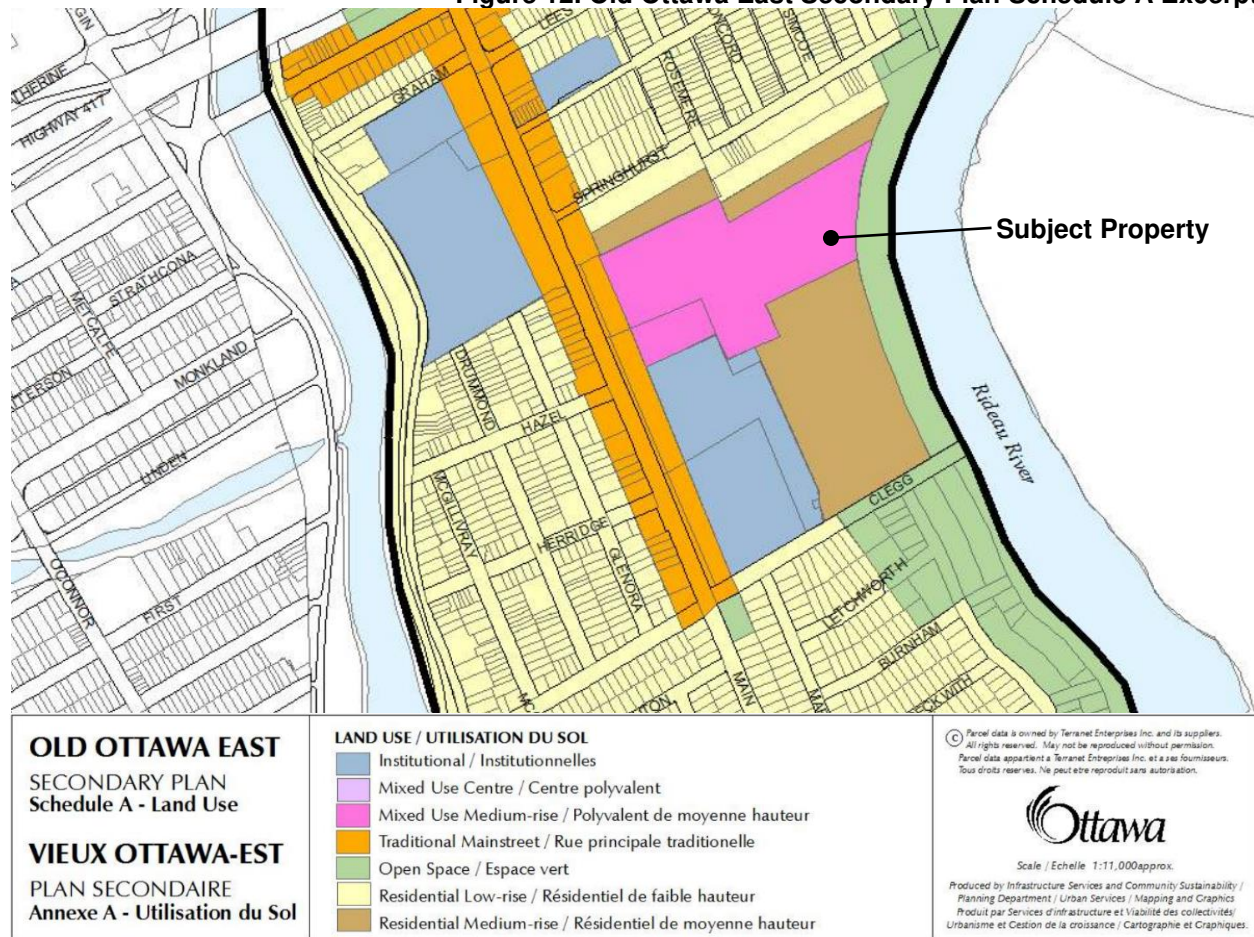 Figure 12: Old Ottawa East Secondary Plan Schedule A Excerp
LEES
CONCORD
SIMCOE
ROSEMERE
GRAHAM
HIGHWAY 417
SPRINGHURST
Subject Property
STRATHCONA
METCALFE
MONKLAND
DRUMMOND
HAZEL
LINDEN
MCGILLIVRAY
HERRIDGE
GLENORA
CLEGG
Rideau River
O'CONNOR
FIRST
LETCHWORTH
BURNHAM
MAIN
OLD OTTAWA EAST
SECONDARY PLAN
Schedule A - Land Use
VIEUX OTTAWA-EST
PLAN SECONDAIRE
Annexe A - Utilisation du Sol
LAND USE / UTILISATION DU SOL
Institutional / Institutionnelles
Mixed Use Centre / Centre polyvalent
Mixed Use Medium-rise / Polyvalent de moyenne hauteur
Traditional Mainstreet / Rue principale traditionelle
Open Space / Espace vert
Residential Low-rise / Résidentiel de faible hauteur
Residential Medium-rise / Résidentiel de moyenne hauteur
© Parcel data is owned by Terranet Enterprises Inc. and its suppliers.
All rights reserved. May not be reproduced without permission.
Parcel data appartient a Terranet Entreprises Inc. et a ses fournisseurs.
Tous droits reserves. Ne peut etre reproduit sans autorisation.
Ottawa
Scale / Echelle 1:11,000approx.
Produced by Infrastructure Services and Community Sustainability /
Planning Department / Urban Services / Mapping and Graphics
Produit par Services d'infrastructure et Viabilité des collectivités/
Urbanisme et Gestion de la croissance / Cartographie et Graphiques.